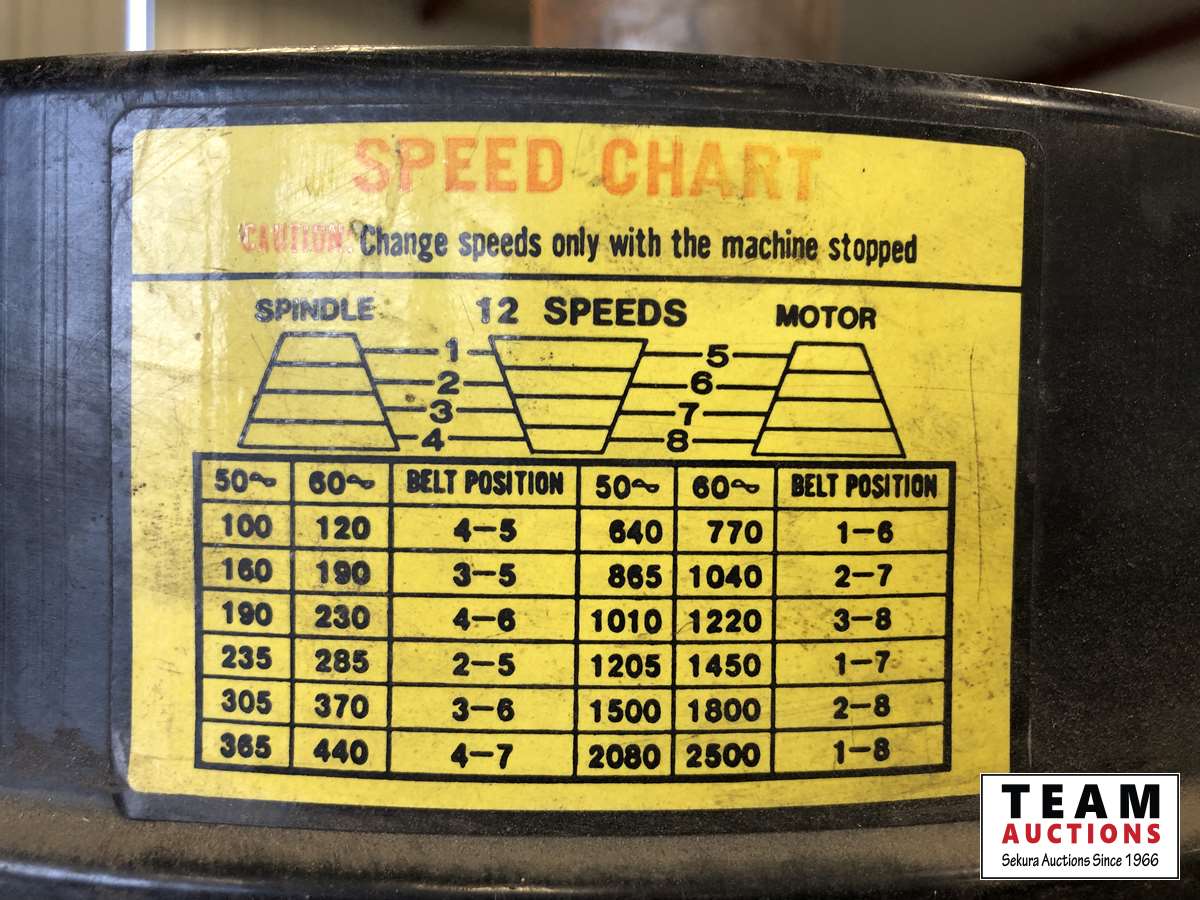 SPEED CHART
CAUTION: Change speeds only with the machine stopped
SPINDLE 12 SPEEDS MOTOR
1 5
2 6
3 7
4 8
50~ 60~ BELT POSITION 50~ 60~ BELT POSITION
100 120 4-5 640 770 1-6
160 190 3-5 865 1040 2-7
190 230 4-6 1010 1220 3-8
235 285 2-5 1205 1450 1-7
305 370 3-6 1500 1800 2-8
365 440 4-7 2080 2500 1-8
TEAM
AUCTIONS
Sekura Auctions Since 1966